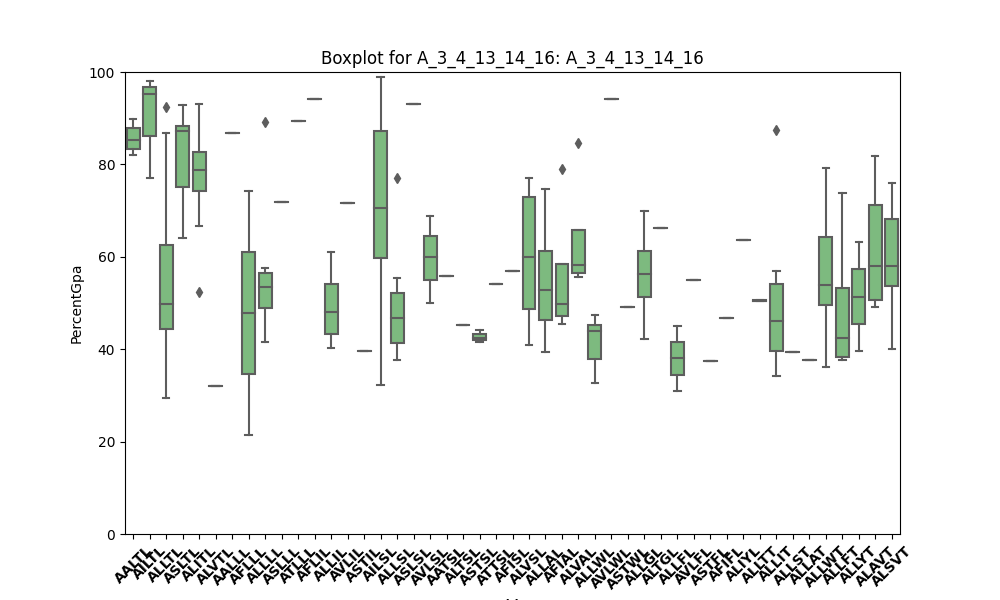 Boxplot for A_3_4_13_14_16: A_3_4_13_14_16
PercentGpa
100
80
60
40
20
0
AALTL
AILTL
ALLTL
ASLTL
ALITL
ALVTL
AALLL
AFLLL
ALLLL
ASLLL
ATLLL
AFLIL
ALLIL
AVLIL
ASTIL
AILSL
ALLSL
ASLSL
AVLSL
AATSL
ALTSL
ASTSL
ATTSL
AFISL
ALVSL
ALLAL
AFIAL
ALVAL
ALLWL
AVLWL
ASTWL
ALLGL
ALTGL
ALLFL
AVLFL
ASTFL
AFIFL
ALIYL
ALLTT
ALLIT
ALLST
ALLAT
ALLWT
ALLFT
ALLYT
ALAVT
ALSVT